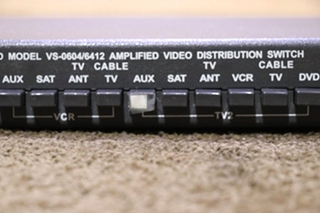 MODEL VS-0604/6412 AMPLIFIED VIDEO DISTRIBUTION SWITCH
TV CABLE TV CABLE
AUX SAT ANT TV AUX SAT ANT VCR TV DVD
VCR TV2